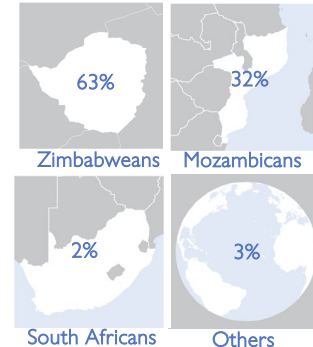 63%
32%
Zimbabweans
Mozambicans
2%
3%
South Africans
Others